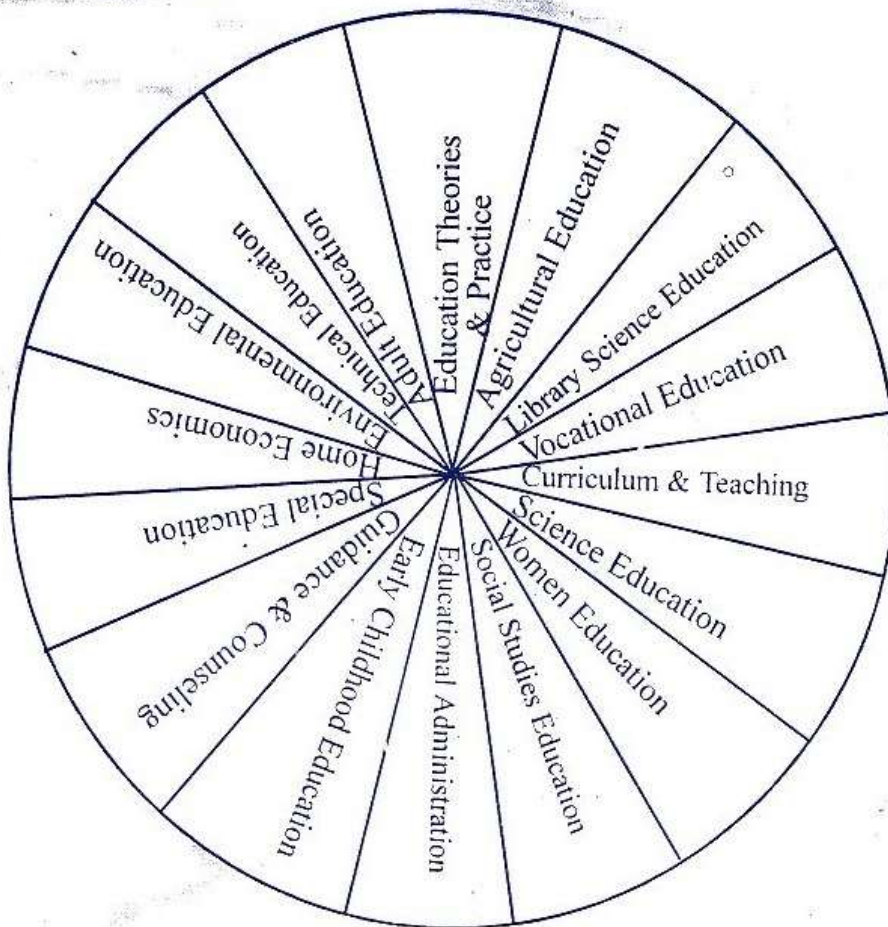 Education Theories
& Practice
Agricultural Education
Library Science Education
Vocational Education
Curriculum & Teaching
Science Education
Women Education
Social Studies Education
Educational Administration
Early Childhood Education
Guidance & Counseling
Special Education
Home Economics
Environmental Education
Technical Education
Adult Education